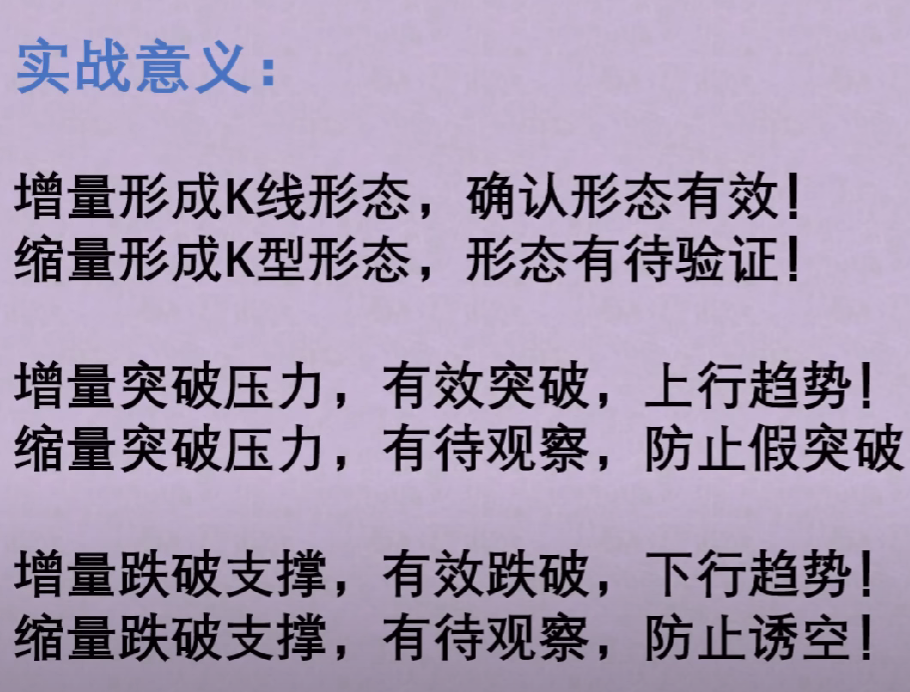 实战意义：
增量形成K线形态，确认形态有效！
缩量形成K型形态，形态有待验证！
增量突破压力，有效突破，上行趋势！
缩量突破压力，有待观察，防止假突破
增量跌破支撑，有效跌破，下行趋势！
缩量跌破支撑，有待观察，防止诱空！